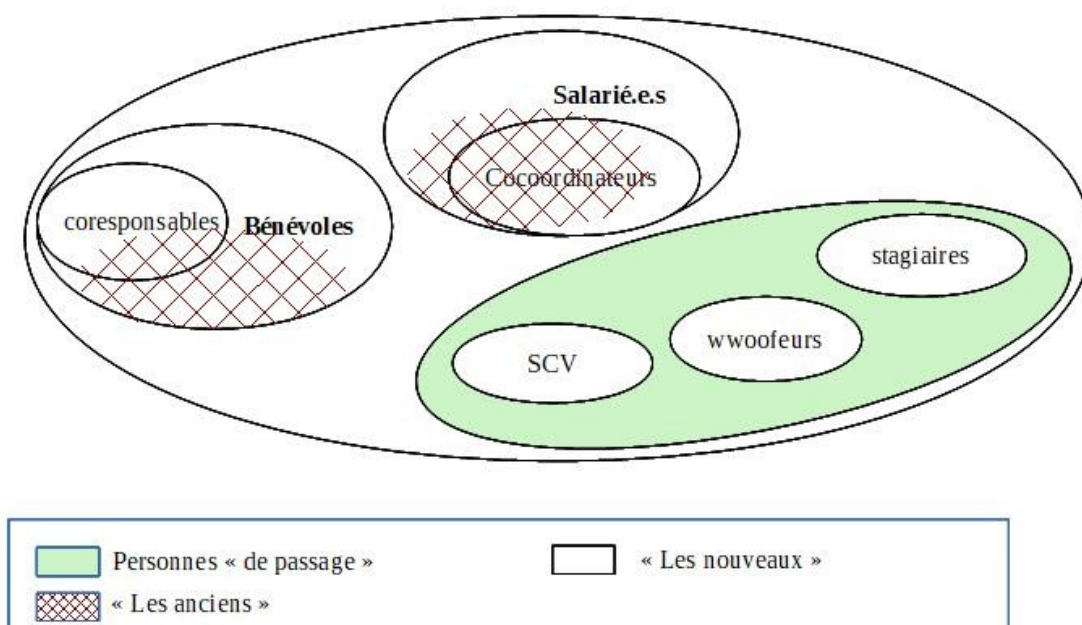 Salarié.e.s
Cocoordinateurs
coresponsables
Bénévoles
stagiaires
wwoofeurs
SCV
Personnes « de passage »
« Les nouveaux »
« Les anciens »